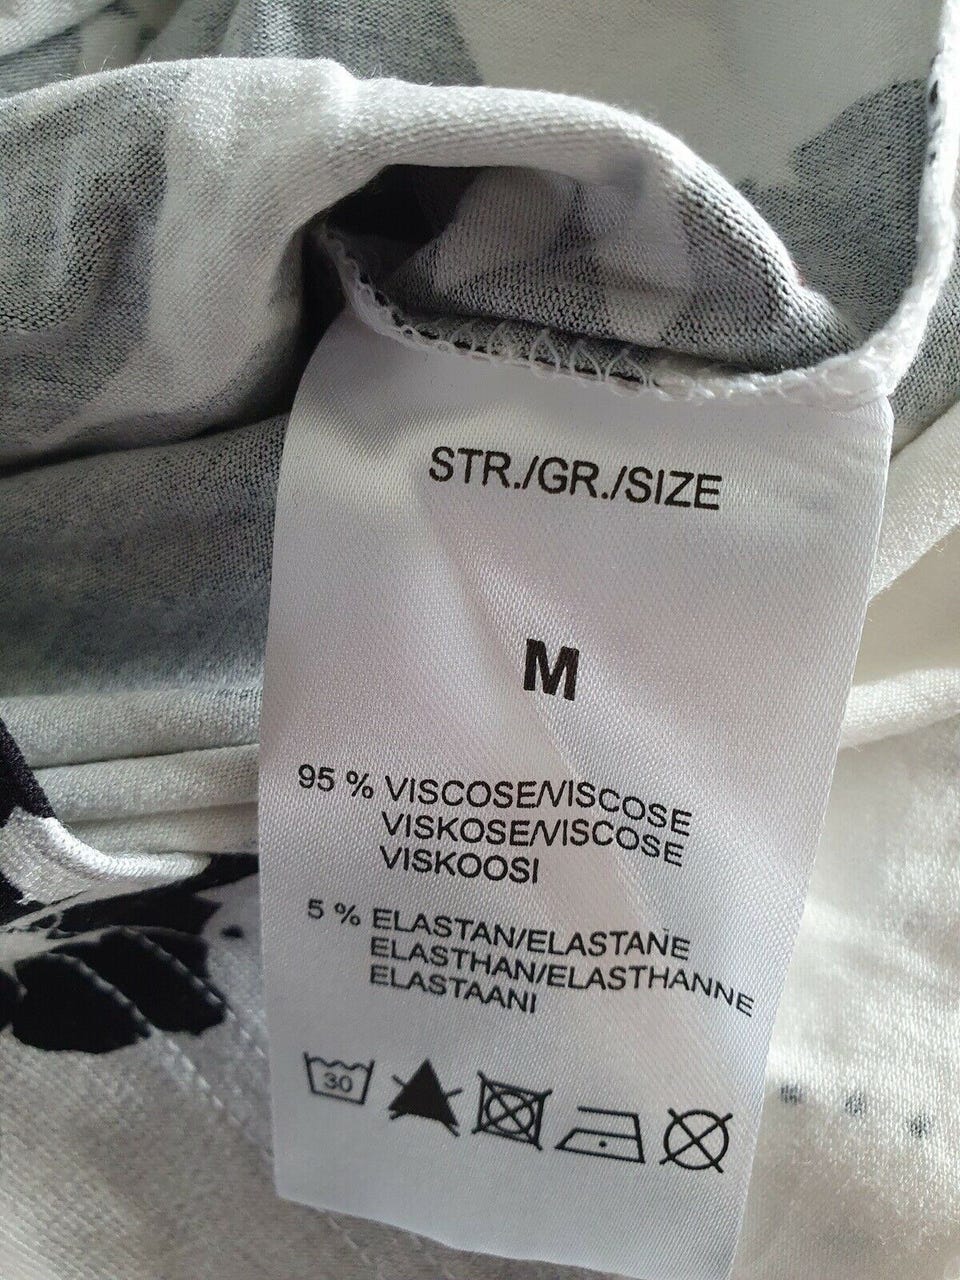 STR./GR./SIZE
M
95 % VISCOSE/VISCOSE
VISKOSE/VISCOSE
VISKOOSI
5 % ELASTAN/ELASTANE
ELASTHAN/ELASTHANNE
ELASTAANI
30